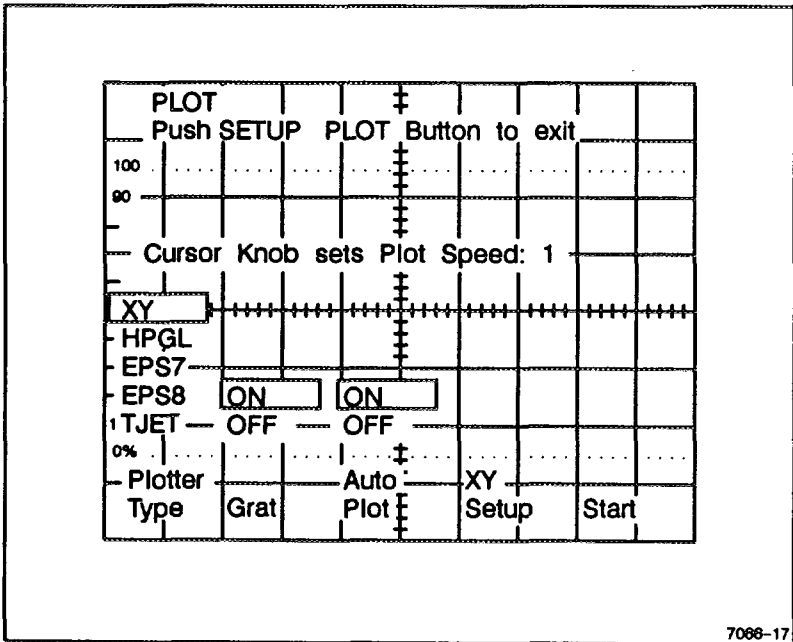 PLOT
Push SETUP PLOT Button to exit
100
90
Cursor Knob sets Plot Speed: 1
XY
HPGL
EPS7
EPS8 ON ON
1 TJET OFF OFF
0%
Plotter Auto XY
Type Grat Plot Setup Start
7066-17